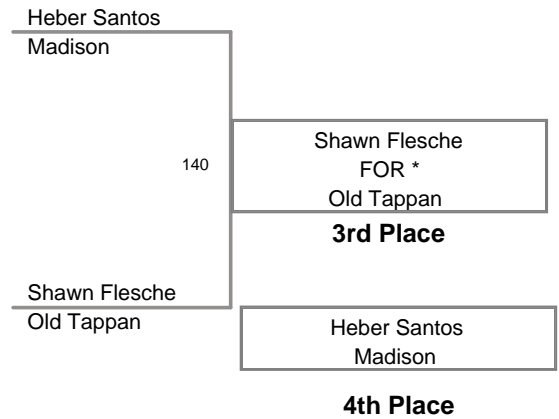 Heber Santos
Madison
140
Shawn Flesche
FOR *
Old Tappan
3rd Place
Shawn Flesche
Old Tappan
Heber Santos
Madison
4th Place